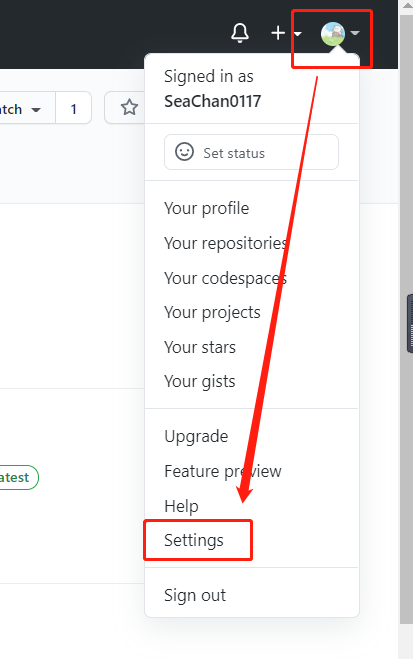 Signed in as
SeaChan0117
atch
1
Set status
Your profile
Your repositories
Your codespaces
Your projects
Your stars
Your gists
Upgrade
Feature preview
atest
Help
Settings
Sign out